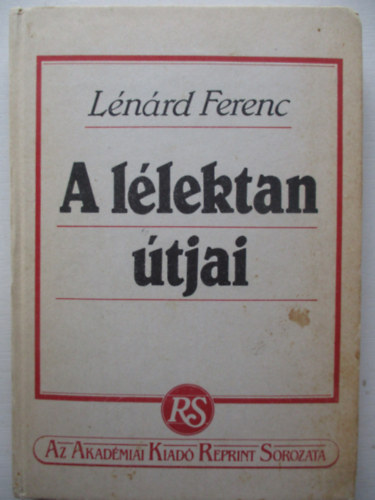 Lénárd Ferenc
A lélektan
útjai
RS
Az Akadémiai Kiadó Reprint Sorozata